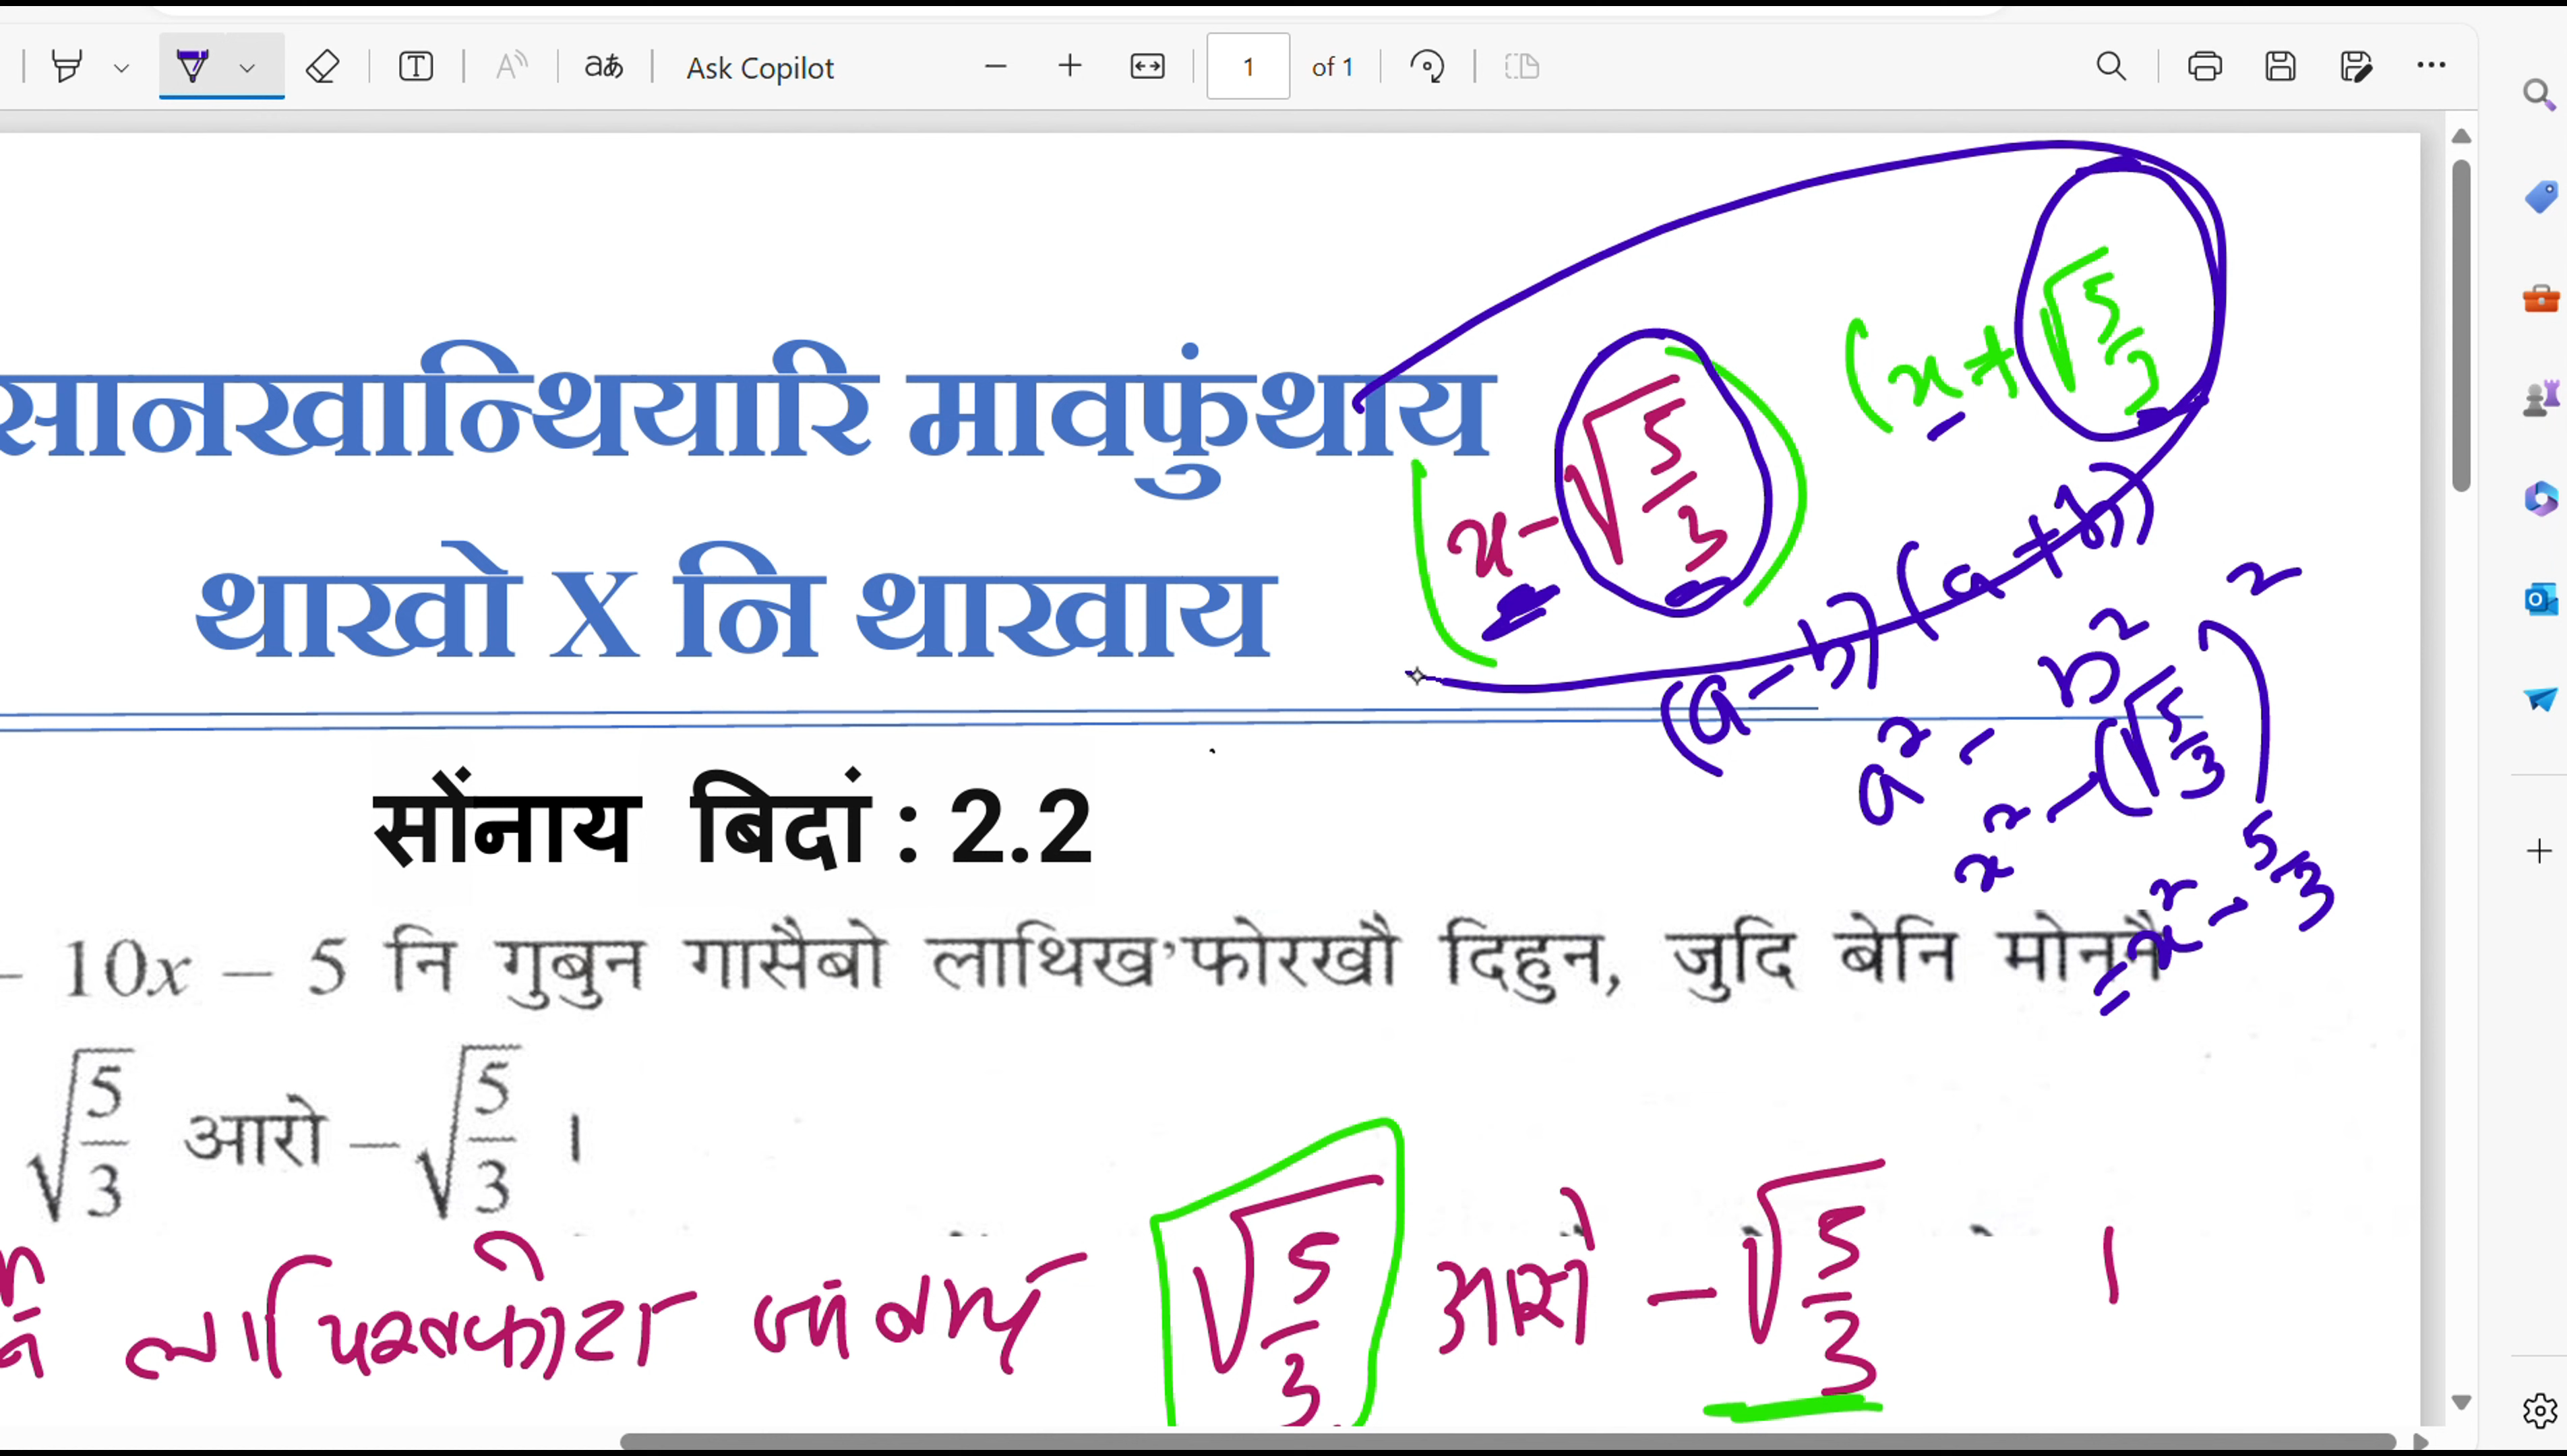 Ask Copilot 1 of 1
सानखान्थियारि मावफुंथाय
थाखो X नि थाखाय
(x - √5/3) (x + √5/3)
(a - b) (a + b)
a² - b²
x² - (√5/3)²
= x² - 5/3
सोंनाय बिदां : 2.2
- 10x - 5 नि गुबुन गासैबो लाथिख'फोरखौ दिहुन, जुदि बेनि मोननै
√5/3 आरो -√5/3 ।
√5/3 आरो - √5/3 ।